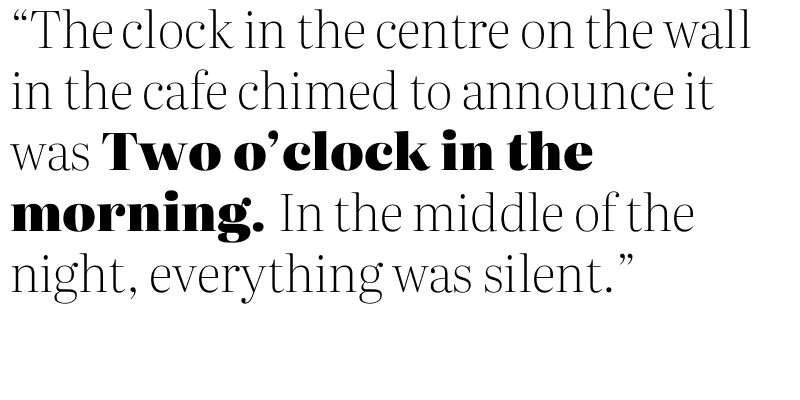 “The clock in the centre on the wall
in the cafe chimed to announce it
was Two o’clock in the
morning. In the middle of the
night, everything was silent.”